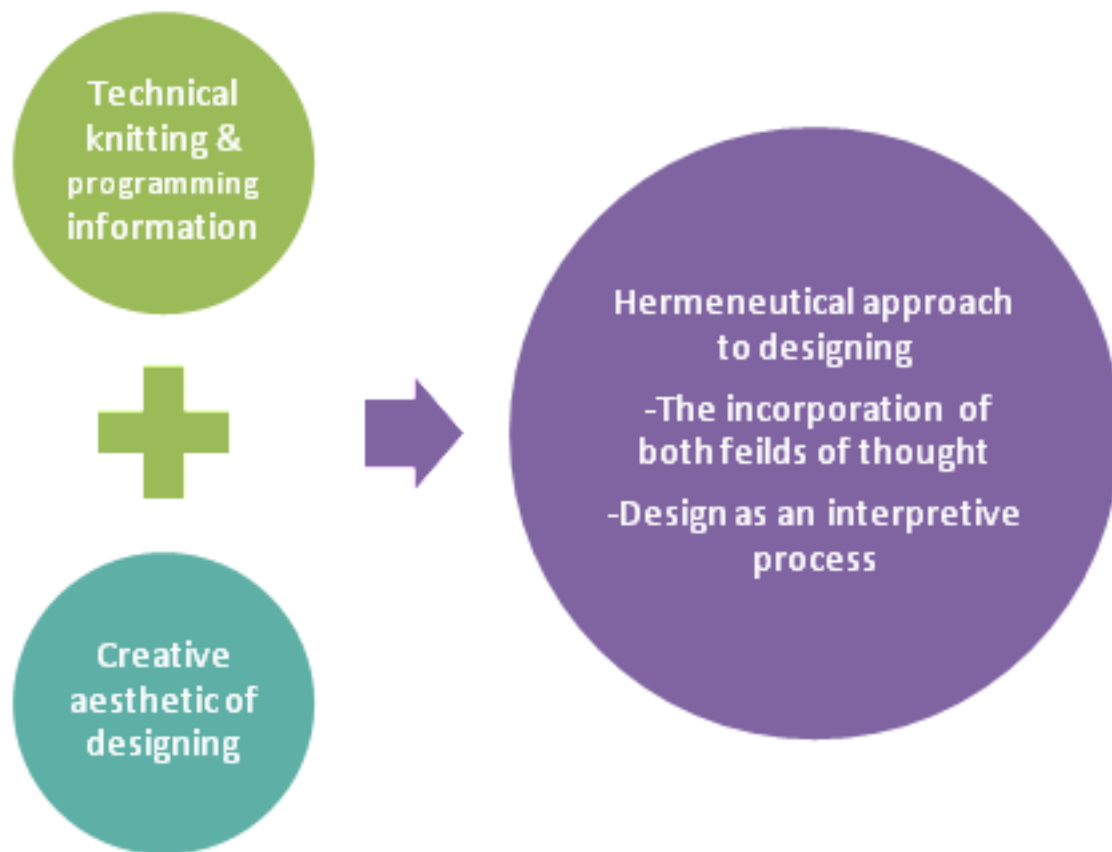 Technical
knitting &
programming
information
Creative
aesthetic of
designing
Hermeneutical approach
to designing
-The incorporation of
both feilds of thought
-Design as an interpretive
process